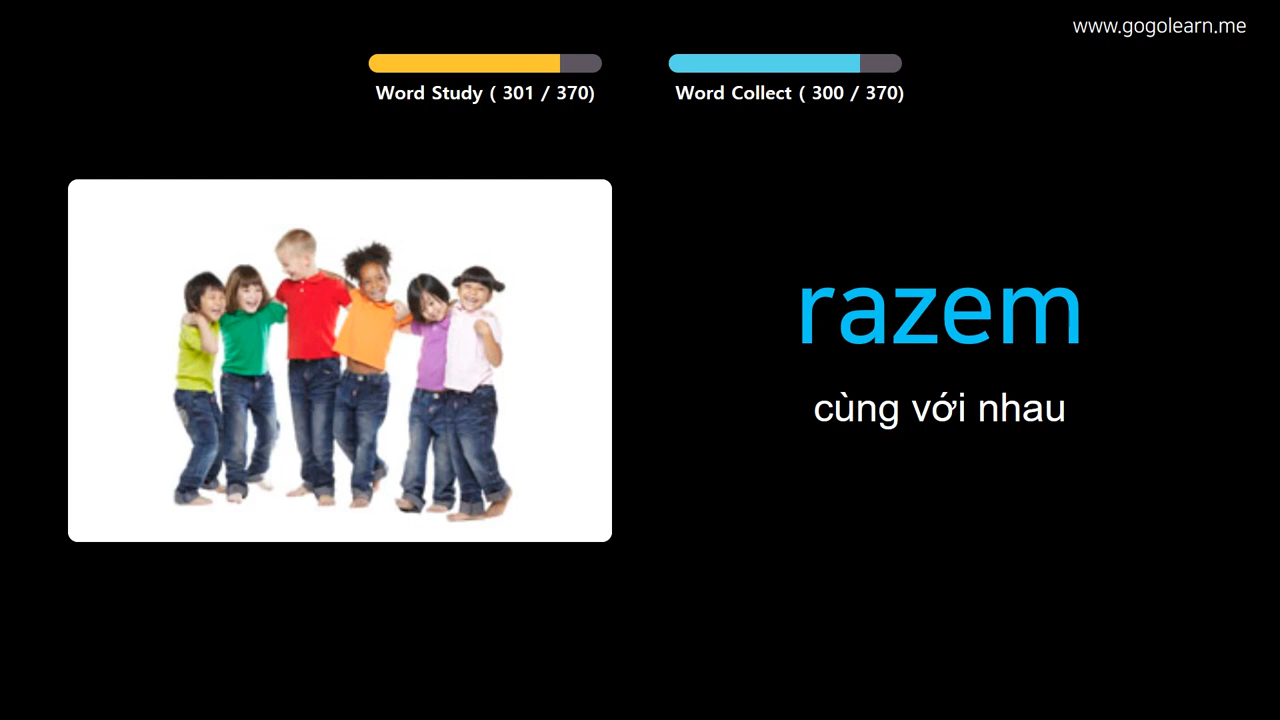 www.gogolearn.me
Word Study ( 301 / 370)
Word Collect ( 300 / 370)
razem
cùng với nhau